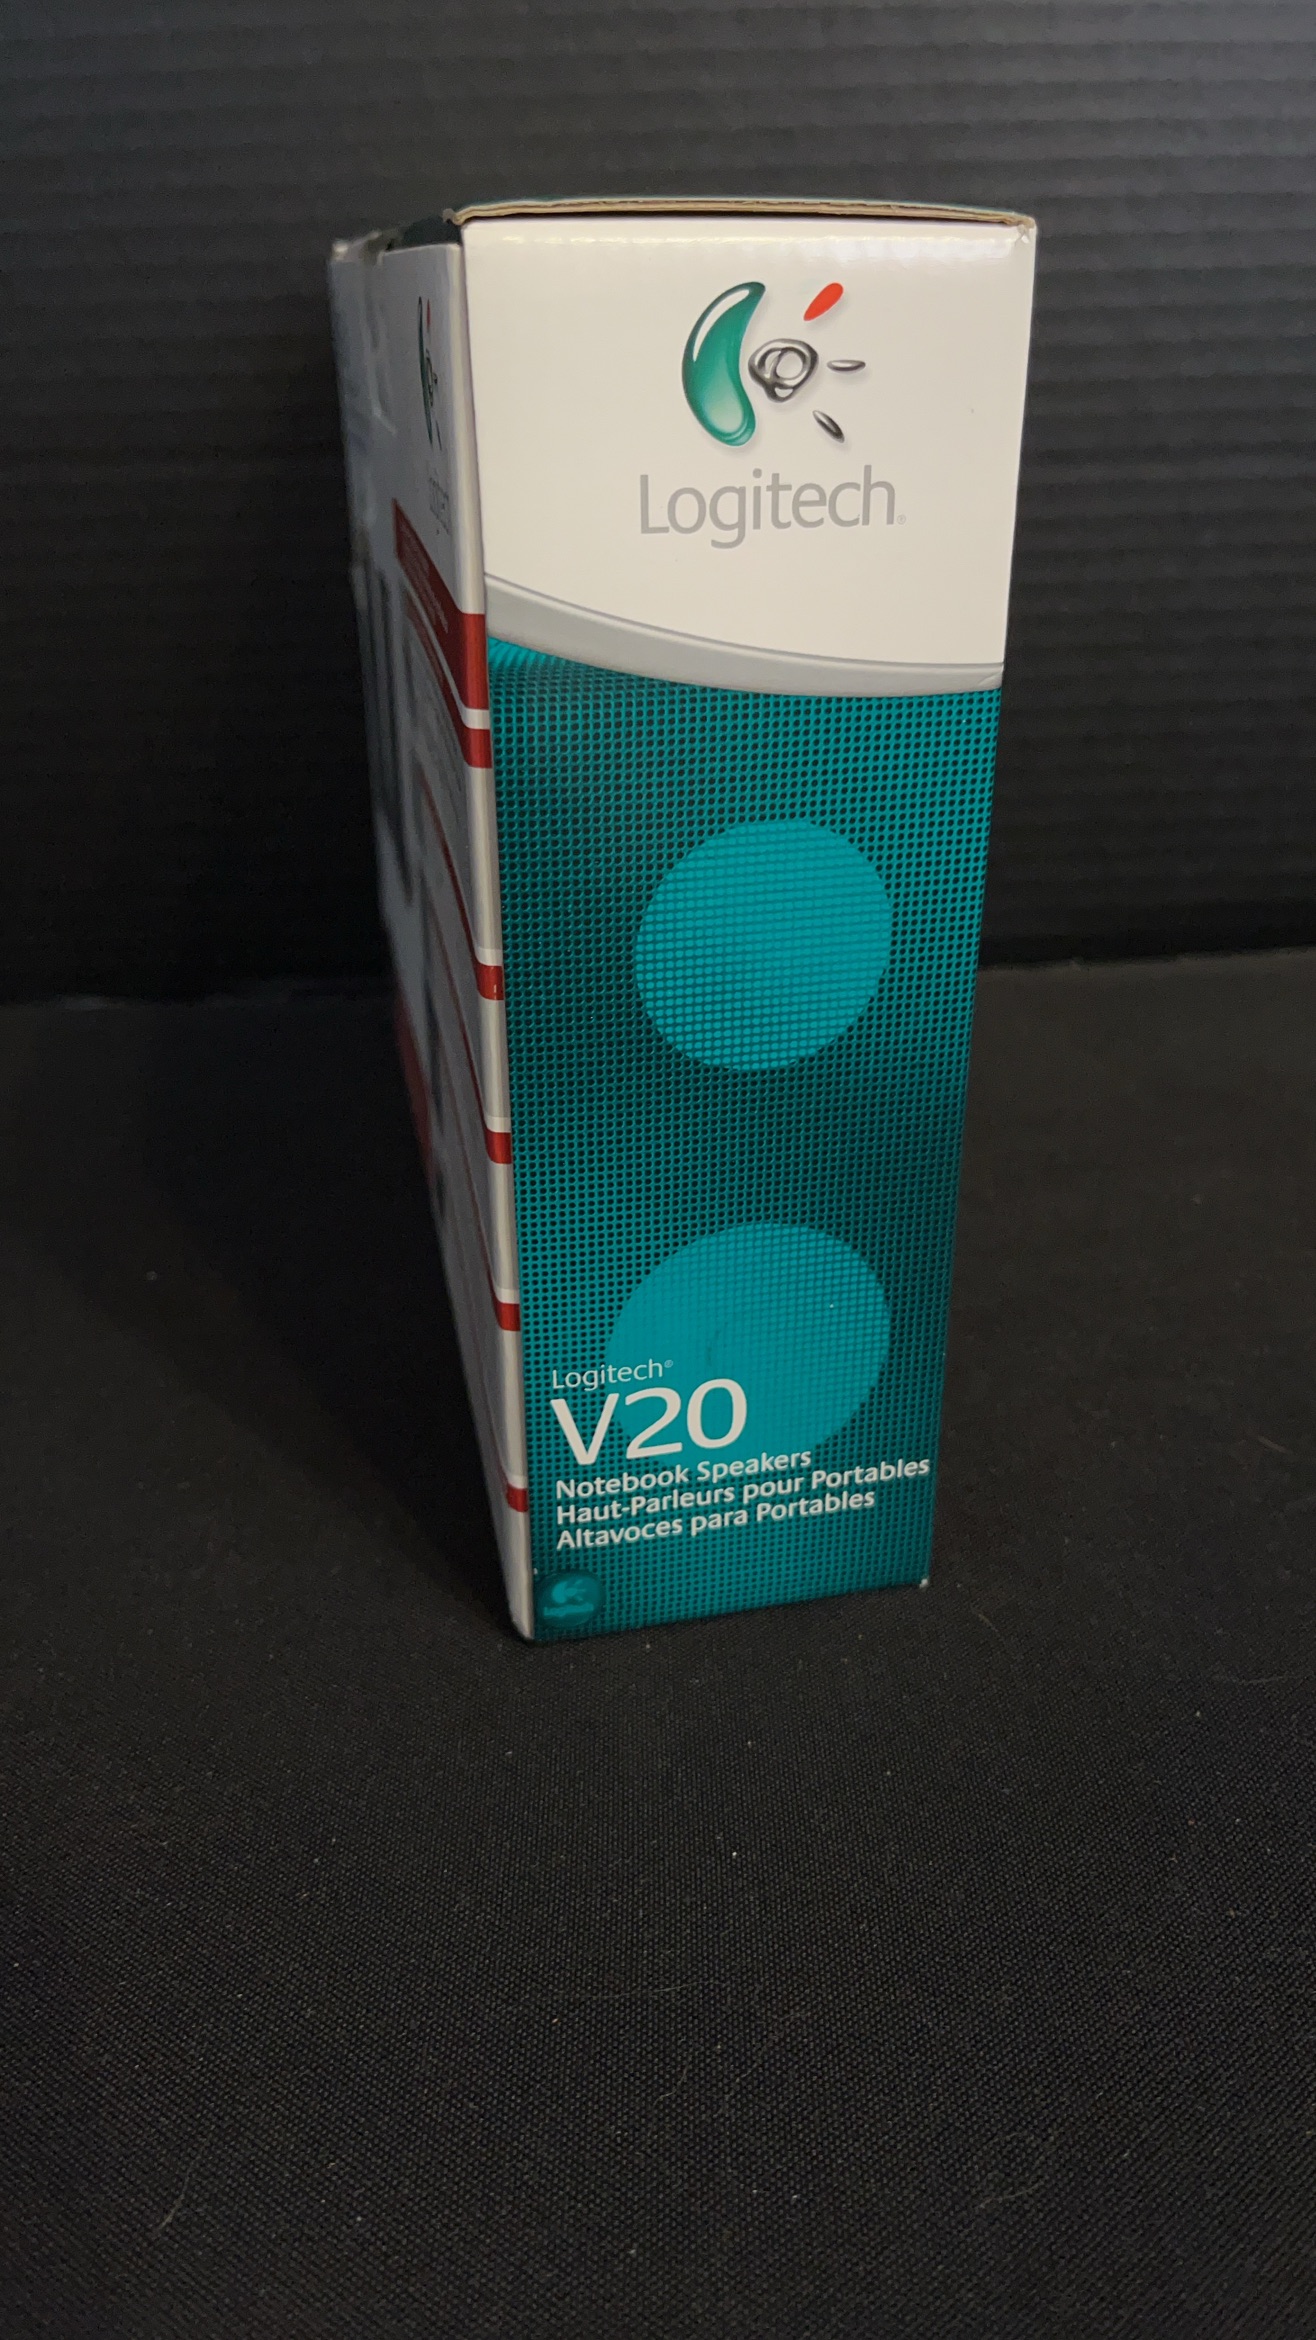 Logitech®
Logitech®
V20
Notebook Speakers
Haut-Parleurs pour Portables
Altavoces para Portables